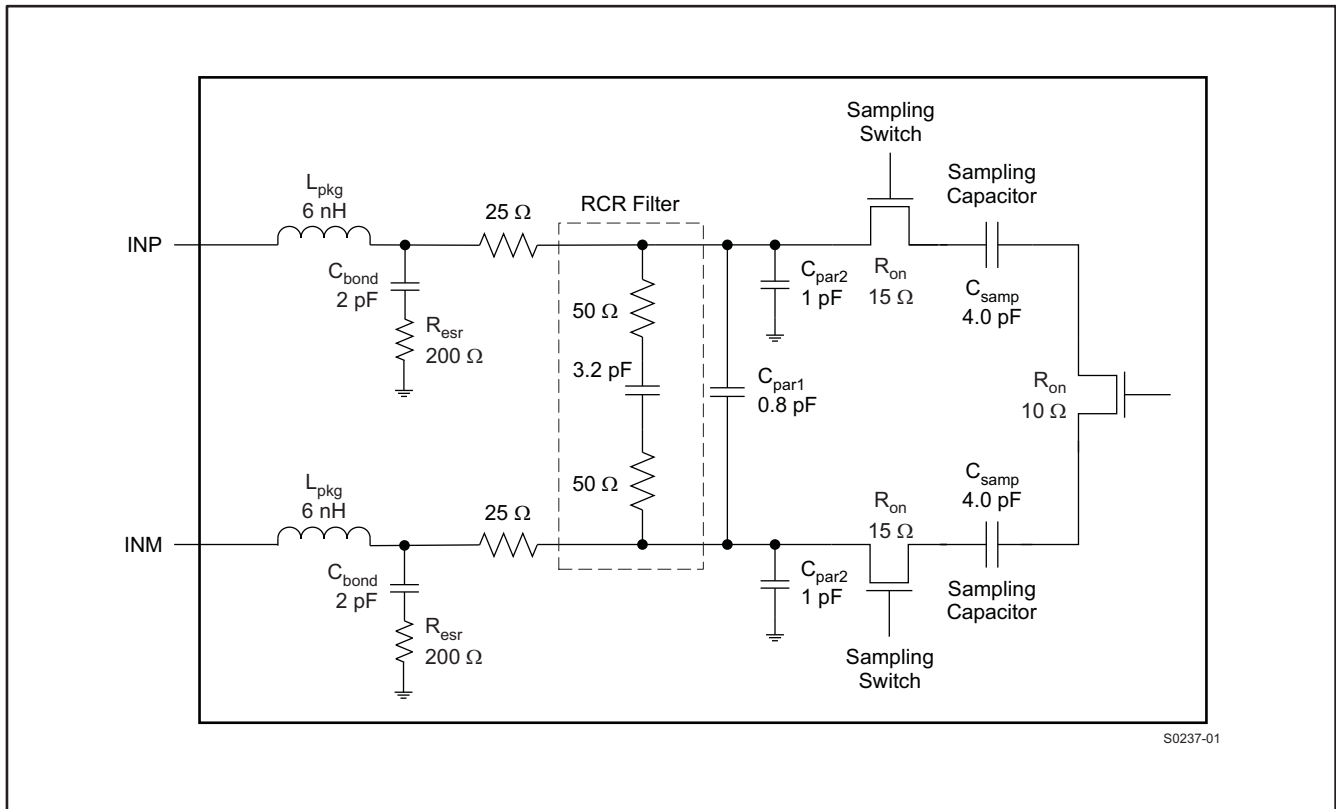 Sampling
Switch
Sampling
Capacitor
L_pkg
6 nH
25 Ω
RCR Filter
INP
C_bond
2 pF
R_esr
200 Ω
50 Ω
3.2 pF
50 Ω
C_par1
0.8 pF
C_par2
1 pF
R_on
15 Ω
C_samp
4.0 pF
R_on
10 Ω
L_pkg
6 nH
25 Ω
INM
C_bond
2 pF
R_esr
200 Ω
C_par2
1 pF
R_on
15 Ω
C_samp
4.0 pF
Sampling
Capacitor
Sampling
Switch
S0237-01